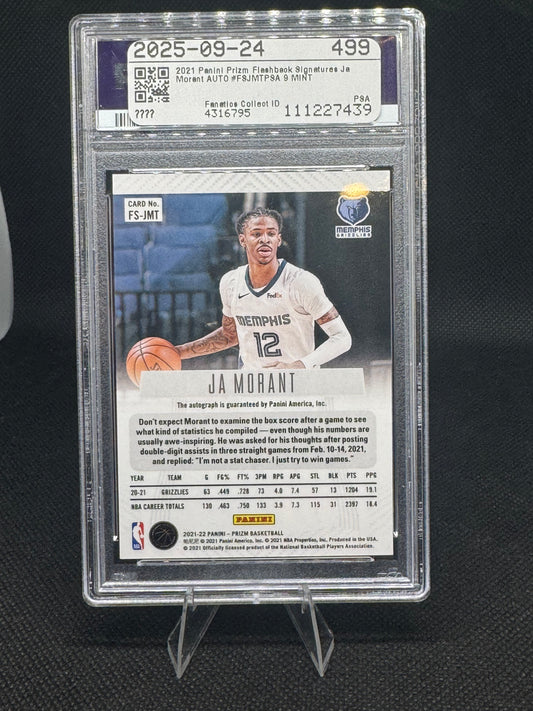 2025-09-24 499
2021 Panini Prizm Flashback Signatures Ja
Morant AUTO #FSJMTPSA 9 MINT
Fanatics Collect ID PSA
???? 4316795 111227439
CARD No.
FS-JMT
MEMPHIS
GRIZZLIES
FedEx
MEMPHIS
12
JA MORANT
The autograph is guaranteed by Panini America, Inc.
Don't expect Morant to examine the box score after a game to see
what kind of statistics he compiled — even though his numbers are
usually awe-inspiring. He was asked for his thoughts after posting
double-digit assists in three straight games from Feb. 10-14, 2021,
and replied: "I'm not a stat chaser. I just try to win games."
YEAR TEAM G FG% FT% 3PM RPG APG STL BLK PTS PPG
20-21 GRIZZLIES 63 .449 .728 73 4.0 7.4 57 13 1204 19.1
NBA CAREER TOTALS 130 .463 .750 133 3.9 7.3 115 31 2397 18.4
PANINI
2021-22 PANINI - PRIZM BASKETBALL
© 2021 Panini America, Inc. © 2021 NBA Properties, Inc. Produced in the USA.
© 2021 Officially licensed product of the National Basketball Players Association.
NBA